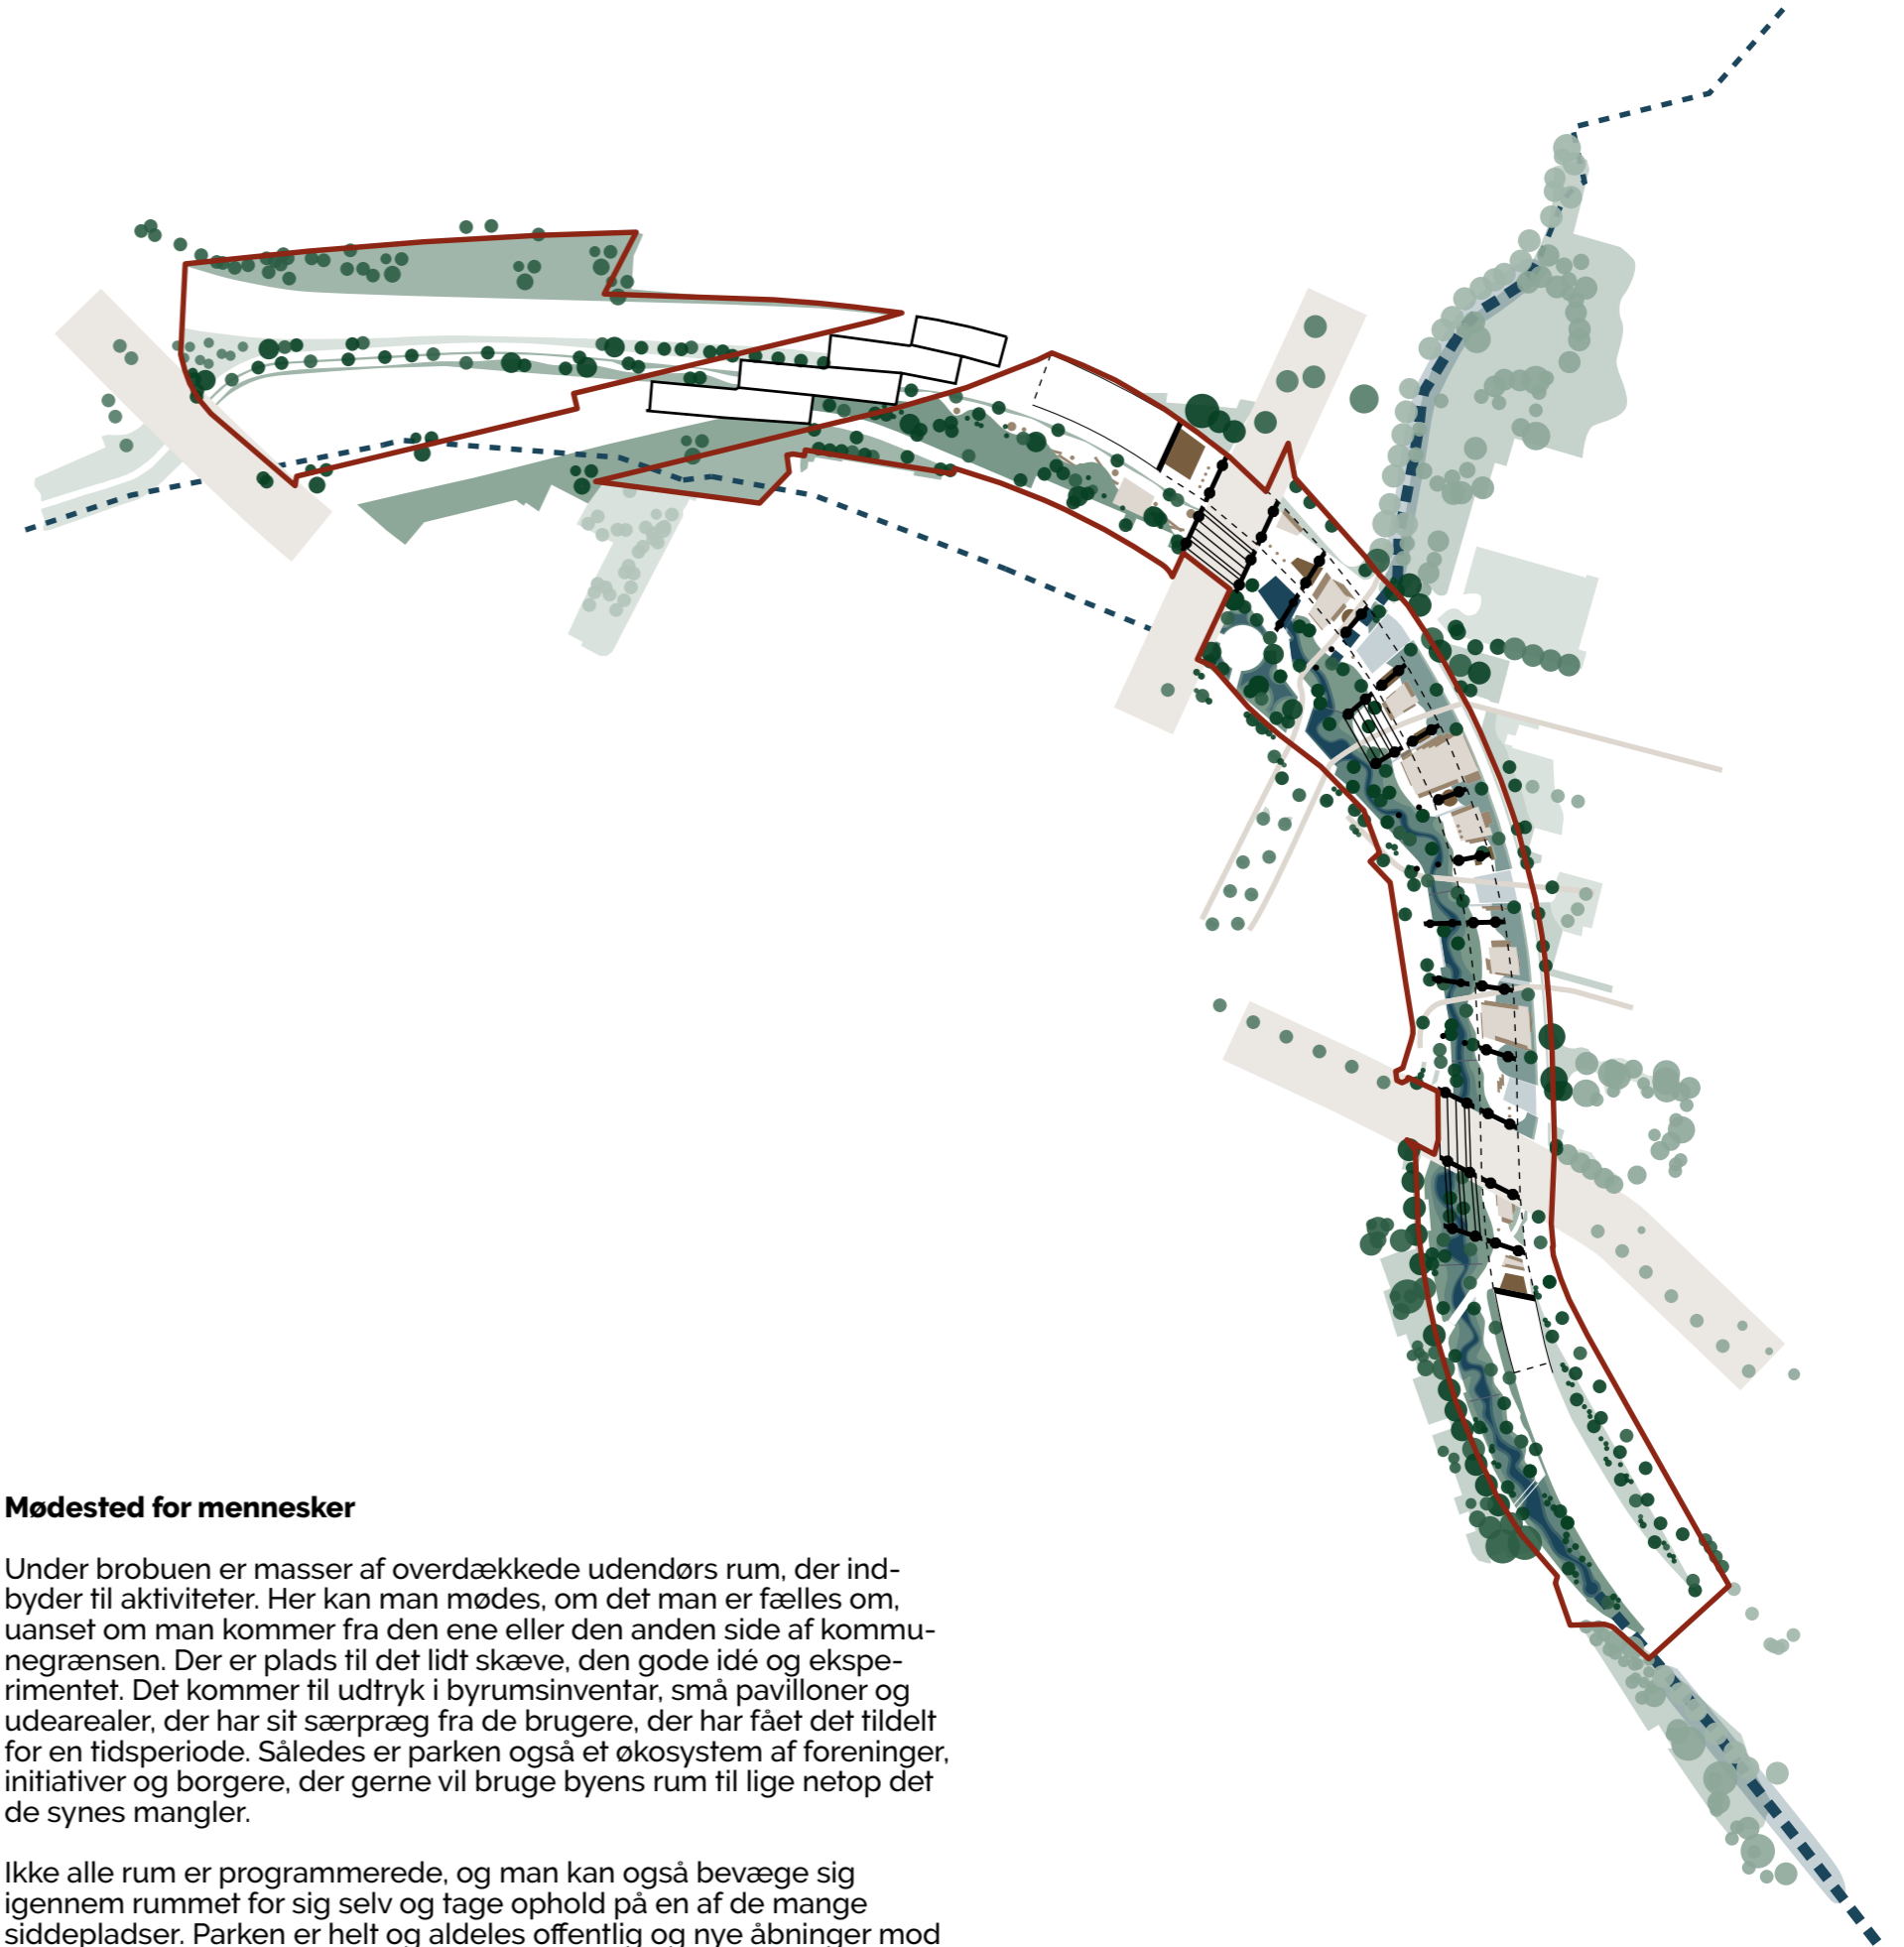 Mødested for mennesker
Under brobuen er masser af overdækkede udendørs rum, der ind-
byder til aktiviteter. Her kan man mødes, om det man er fælles om,
uanset om man kommer fra den ene eller den anden side af kommu-
negrænsen. Der er plads til det lidt skæve, den gode idé og ekspe-
rimentet. Det kommer til udtryk i byrumsinventar, små pavilloner og
udearealer, der har sit særpræg fra de brugere, der har fået det tildelt
for en tidsperiode. Således er parken også et økosystem af foreninger,
initiativer og borgere, der gerne vil bruge byens rum til lige netop det
de synes mangler.
Ikke alle rum er programmerede, og man kan også bevæge sig
igennem rummet for sig selv og tage ophold på en af de mange
siddepladser. Parken er helt og aldeles offentlig og nye åbninger mod